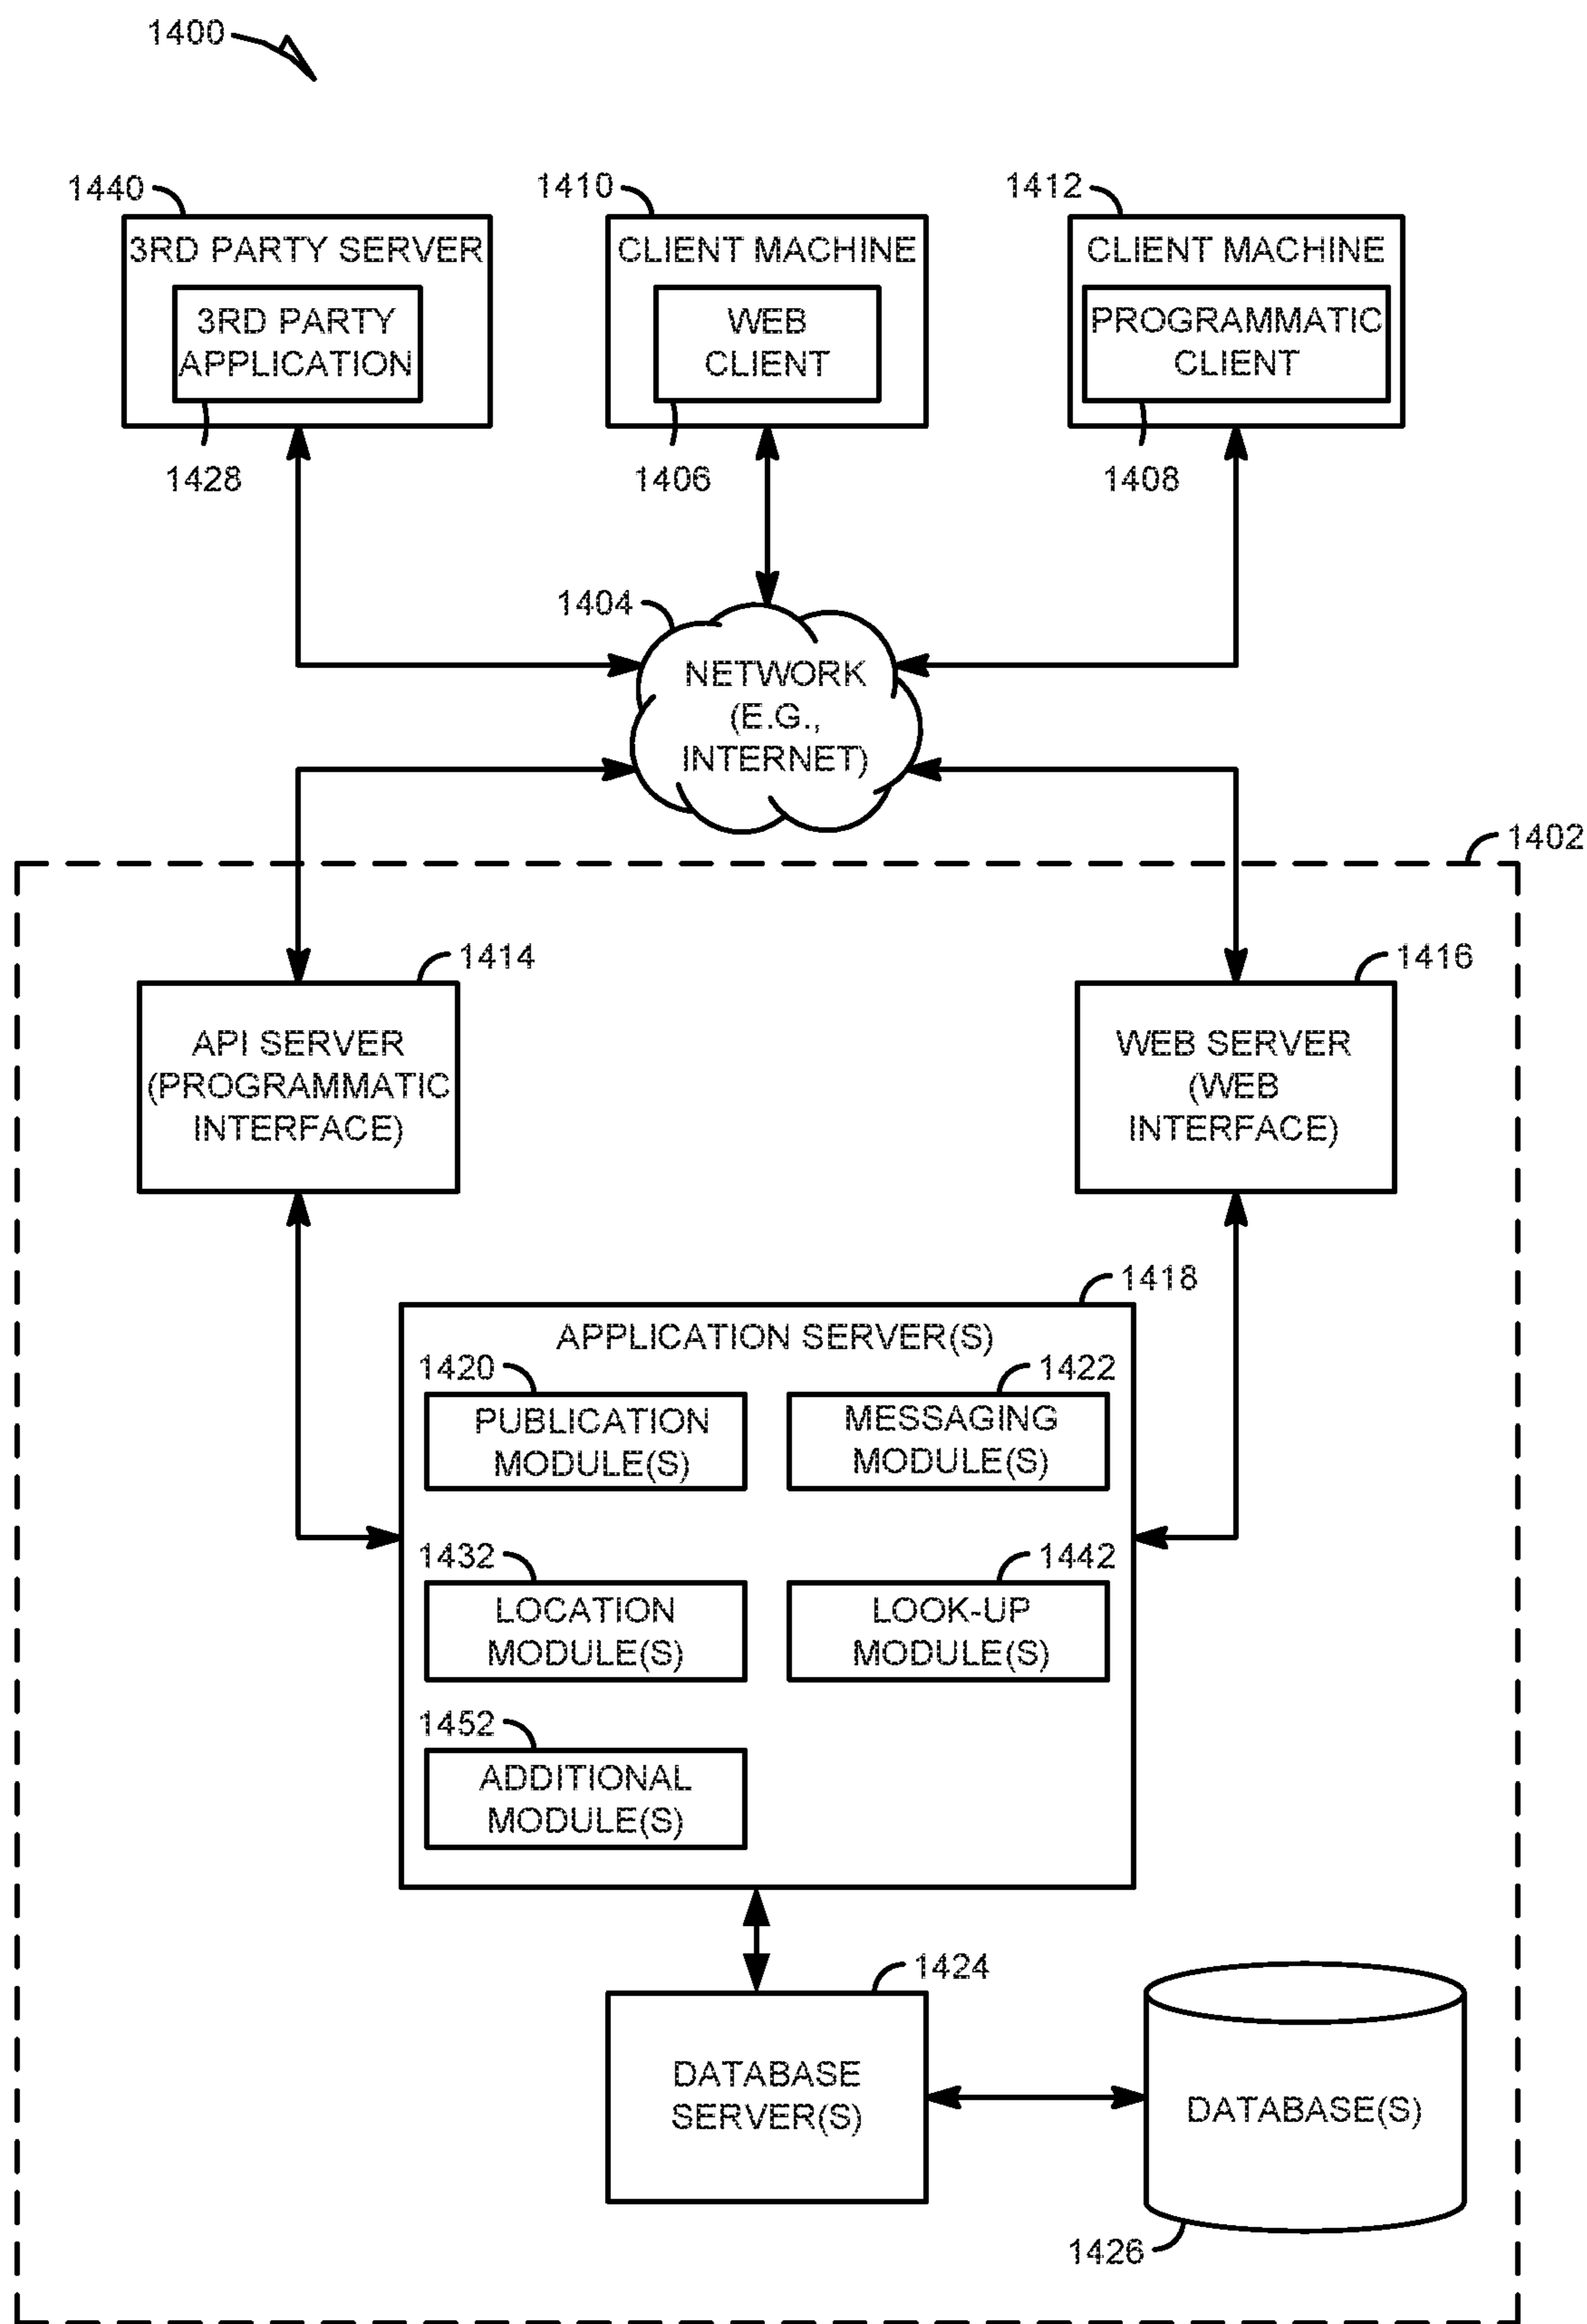 1400
1440
1410
1412
3RD PARTY SERVER
3RD PARTY
APPLICATION
1428
CLIENT MACHINE
WEB
CLIENT
1406
CLIENT MACHINE
PROGRAMMATIC
CLIENT
1408
1404
NETWORK
(E.G.,
INTERNET)
1402
1414
API SERVER
(PROGRAMMATIC
INTERFACE)
1416
WEB SERVER
(WEB
INTERFACE)
1418
APPLICATION SERVER(S)
1420
PUBLICATION
MODULE(S)
1422
MESSAGING
MODULE(S)
1432
LOCATION
MODULE(S)
1442
LOOK-UP
MODULE(S)
1452
ADDITIONAL
MODULE(S)
1424
DATABASE
SERVER(S)
DATABASE(S)
1426